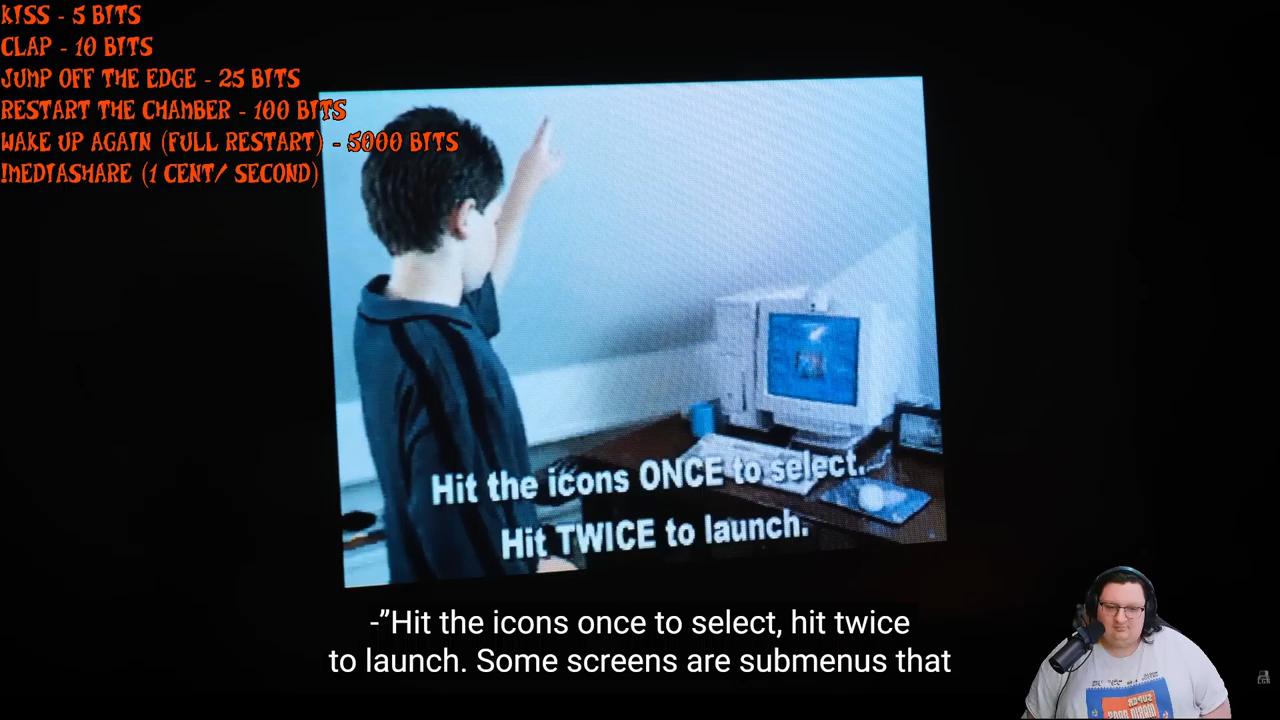 KISS - 5 BITS
CLAP - 10 BITS
JUMP OFF THE EDGE - 25 BITS
RESTART THE CHAMBER - 100 BITS
WAKE UP AGAIN (FULL RESTART) - 5000 BITS
!MEDIASHARE (1 CENT/ SECOND)
Hit the icons ONCE to select.
Hit TWICE to launch.
-”Hit the icons once to select, hit twice
to launch. Some screens are submenus that